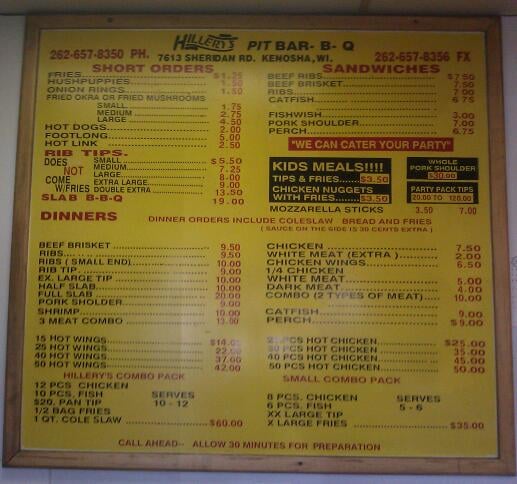 HILLERY'S PIT BAR- B- Q
262-657-8350 PH. 7613 SHERIDAN RD. KENOSHA, WI. 262-657-8356 FX
SHORT ORDERS
FRIES $1.25
HUSHPUPPIES 1.50
ONION RINGS 1.50
FRIED OKRA OR FRIED MUSHROOMS
SMALL 1.75
MEDIUM 2.75
LARGE 4.50
HOT DOGS 2.00
FOOTLONG 5.00
HOT LINK 2.50
RIB TIPS.
DOES NOT COME W/FRIES
SMALL $5.50
MEDIUM 7.25
LARGE 8.00
EXTRA LARGE 9.00
DOUBLE EXTRA 13.50
SLAB B-B-Q 19.00
SANDWICHES
BEEF RIBS $7.50
BEEF BRISKET 7.50
RIBS 7.00
CATFISH 6.75
FISHWISH 3.00
PORK SHOULDER 7.00
PERCH 6.75
"WE CAN CATER YOUR PARTY"
KIDS MEALS!!!!
TIPS & FRIES $3.50
CHICKEN NUGGETS
WITH FRIES $3.50
WHOLE
PORK SHOULDER
$30.90
PARTY PACK TIPS
20.00 TO 120.00
MOZZARELLA STICKS 3.50 7.00
DINNERS
DINNER ORDERS INCLUDE COLESLAW BREAD AND FRIES
( SAUCE ON THE SIDE IS 30 CENTS EXTRA )
BEEF BRISKET 9.50
RIBS 9.50
RIBS ( SMALL END) 10.00
RIB TIP 9.00
EX. LARGE TIP 10.00
HALF SLAB 10.00
FULL SLAB 20.00
PORK SHOLDER 9.00
SHRIMP 10.00
3 MEAT COMBO 13.00
CHICKEN 7.50
WHITE MEAT (EXTRA ) 2.00
CHICKEN WINGS 6.50
1/4 CHICKEN
WHITE MEAT 5.00
DARK MEAT 4.00
COMBO (2 TYPES OF MEAT) 10.00
CATFISH 9.00
PERCH $9.00
15 HOT WINGS
25 HOT WINGS 22.00
40 HOT WINGS 37.00
50 HOT WINGS 42.00
PCS HOT CHICKEN $25.00
PCS HOT CHICKEN 35.00
40 PCS HOT CHICKEN 45.00
50 PCS HOT CHICKEN 50.00
HILLERY'S COMBO PACK
12 PCS CHICKEN
10 PCS, FISH
$20. PAN TIP
1/2 BAG FRIES
1 QT. COLE SLAW $60.00
SERVES
10 - 12
SMALL COMBO PACK
8 PCS. CHICKEN
6 PCS. FISH
XX LARGE TIP
X LARGE FRIES $35.00
SERVES
5 - 6
CALL AHEAD-- ALLOW 30 MINUTES FOR PREPARATION